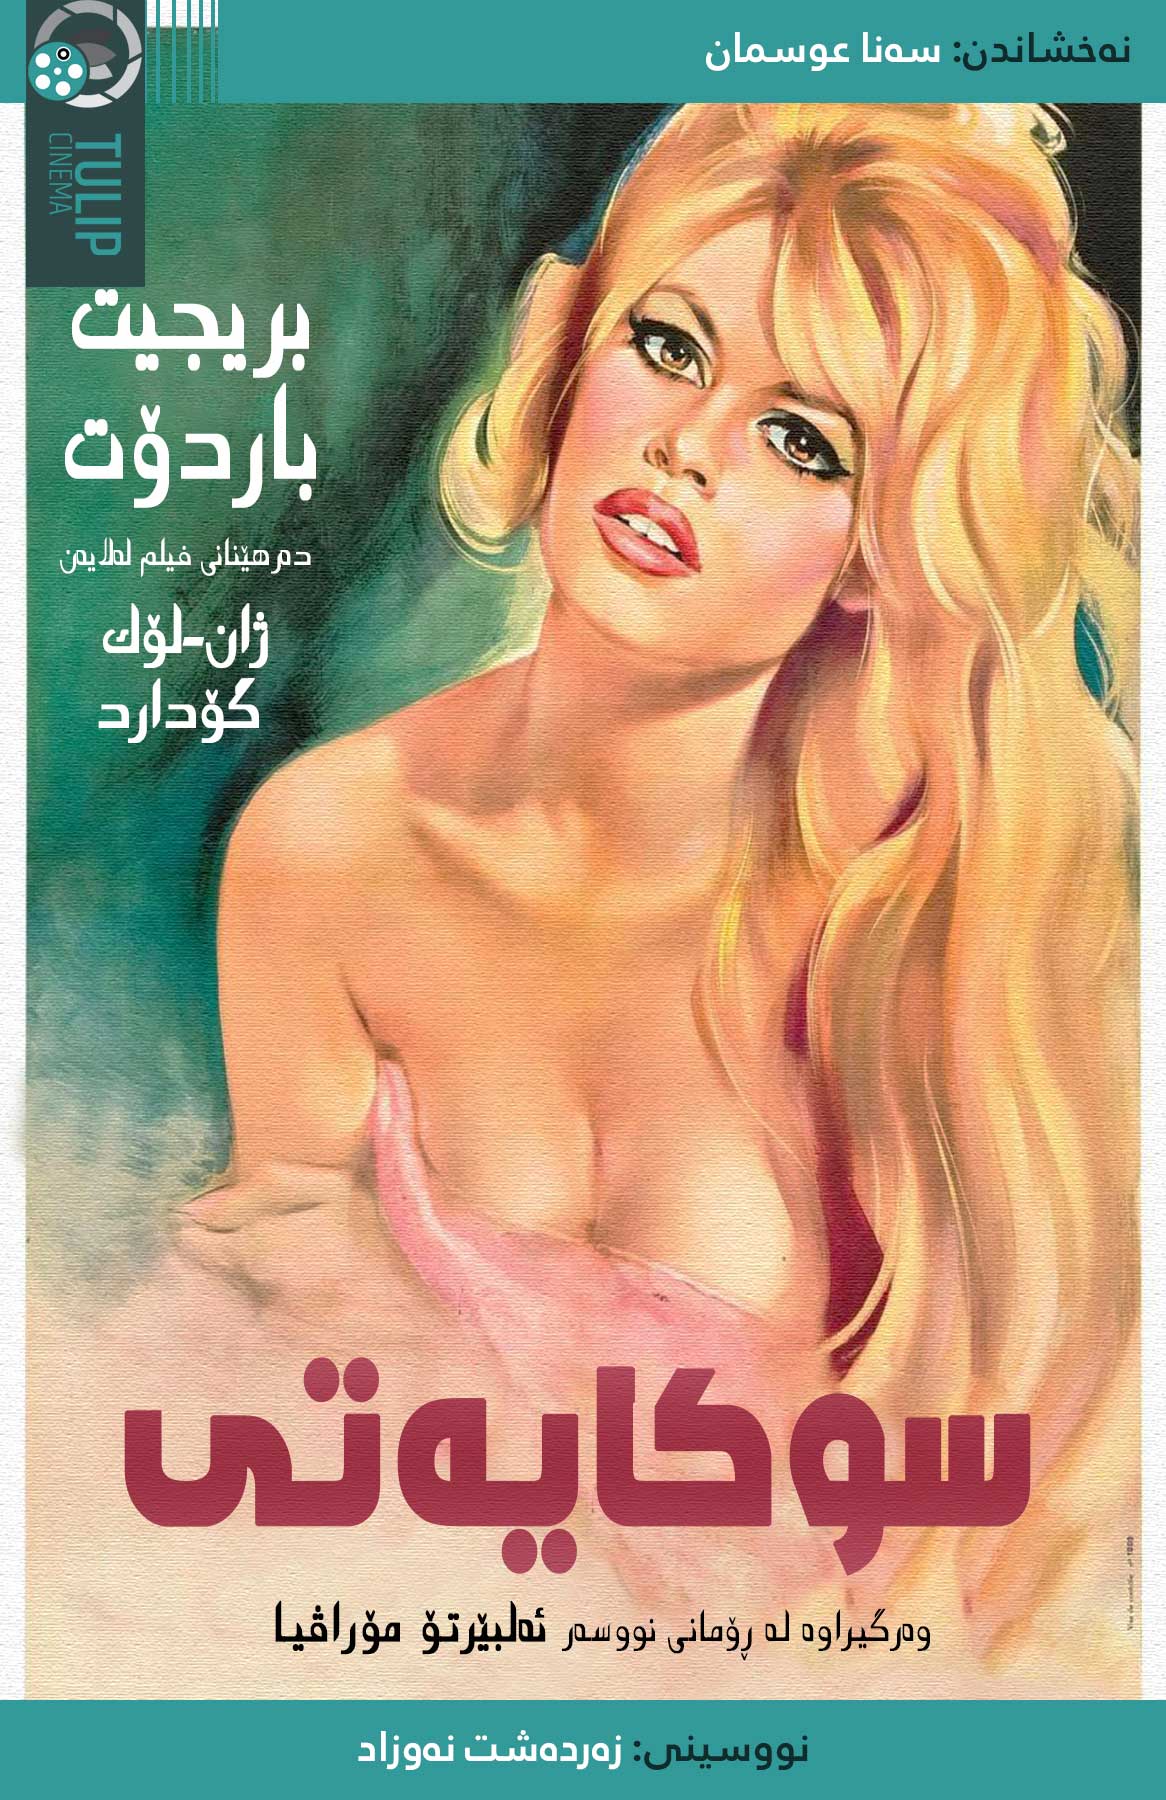 نەخشاندن: سەنا عوسمان
TULIP
CINEMA
بریجیت
باردۆت
دەرهێنانی فیلم لەلایەن
ژان-لۆک
گۆدارد
سوکایەتی
وەرگیراوە لە ڕۆمانی نووسەر ئەلبێرتۆ مۆراڤیا
نووسینی: زەردەشت نەوزاد